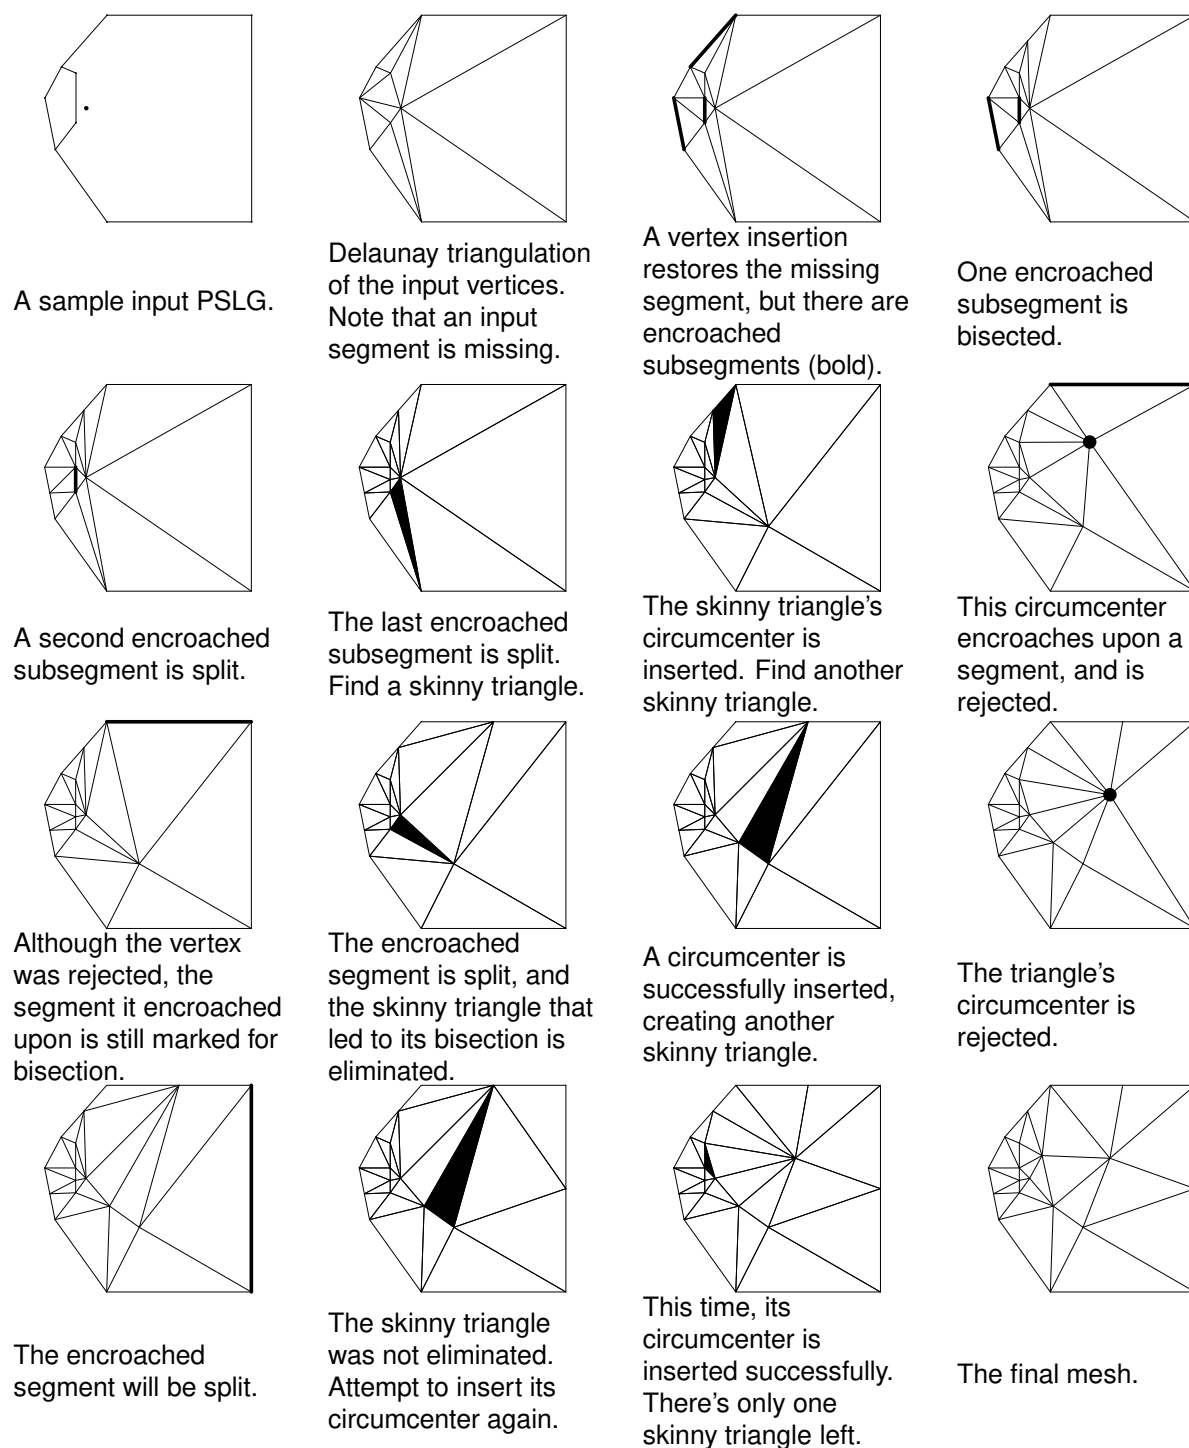 A sample input PSLG.
Delaunay triangulation
of the input vertices.
Note that an input
segment is missing.
A vertex insertion
restores the missing
segment, but there are
encroached
subsegments (bold).
One encroached
subsegment is
bisected.
A second encroached
subsegment is split.
The last encroached
subsegment is split.
Find a skinny triangle.
The skinny triangle's
circumcenter is
inserted. Find another
skinny triangle.
This circumcenter
encroaches upon a
segment, and is
rejected.
Although the vertex
was rejected, the
segment it encroached
upon is still marked for
bisection.
The encroached
segment is split, and
the skinny triangle that
led to its bisection is
eliminated.
A circumcenter is
successfully inserted,
creating another
skinny triangle.
The triangle's
circumcenter is
rejected.
The encroached
segment will be split.
The skinny triangle
was not eliminated.
Attempt to insert its
circumcenter again.
This time, its
circumcenter is
inserted successfully.
There's only one
skinny triangle left.
The final mesh.